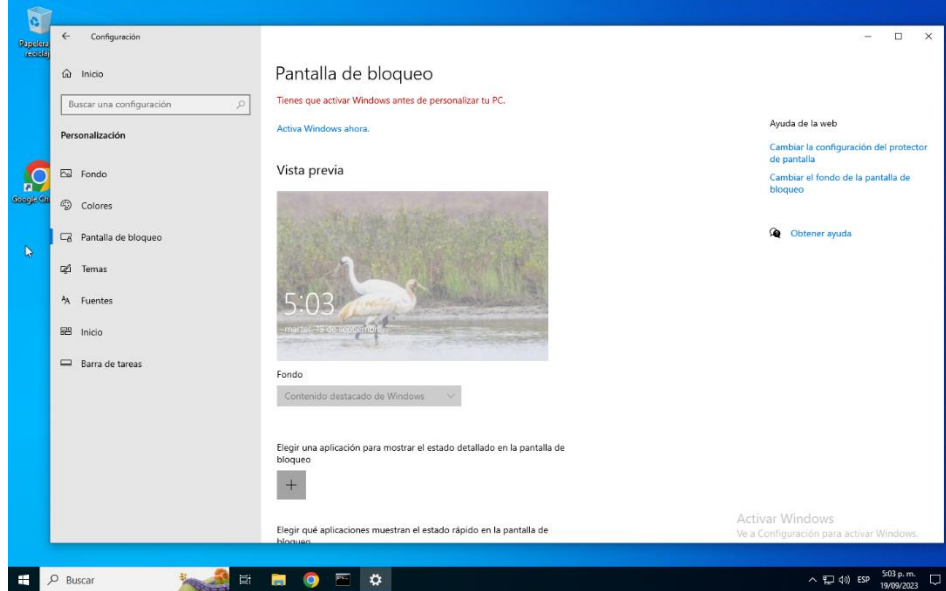 Papelera
recicla
Google Ch
Configuración
Inicio
Buscar una configuración
Personalización
Fondo
Colores
Pantalla de bloqueo
Temas
Fuentes
Inicio
Barra de tareas
Pantalla de bloqueo
Tienes que activar Windows antes de personalizar tu PC.
Activa Windows ahora.
Vista previa
5:03
martes, 19 de septiembre
Fondo
Contenido destacado de Windows
Elegir una aplicación para mostrar el estado detallado en la pantalla de
bloqueo
Elegir qué aplicaciones muestran el estado rápido en la pantalla de
bloqueo
Ayuda de la web
Cambiar la configuración del protector
de pantalla
Cambiar el fondo de la pantalla de
bloqueo
Obtener ayuda
Activar Windows
Ve a Configuración para activar Windows.
Buscar
ESP
5:03 p. m.
19/09/2023